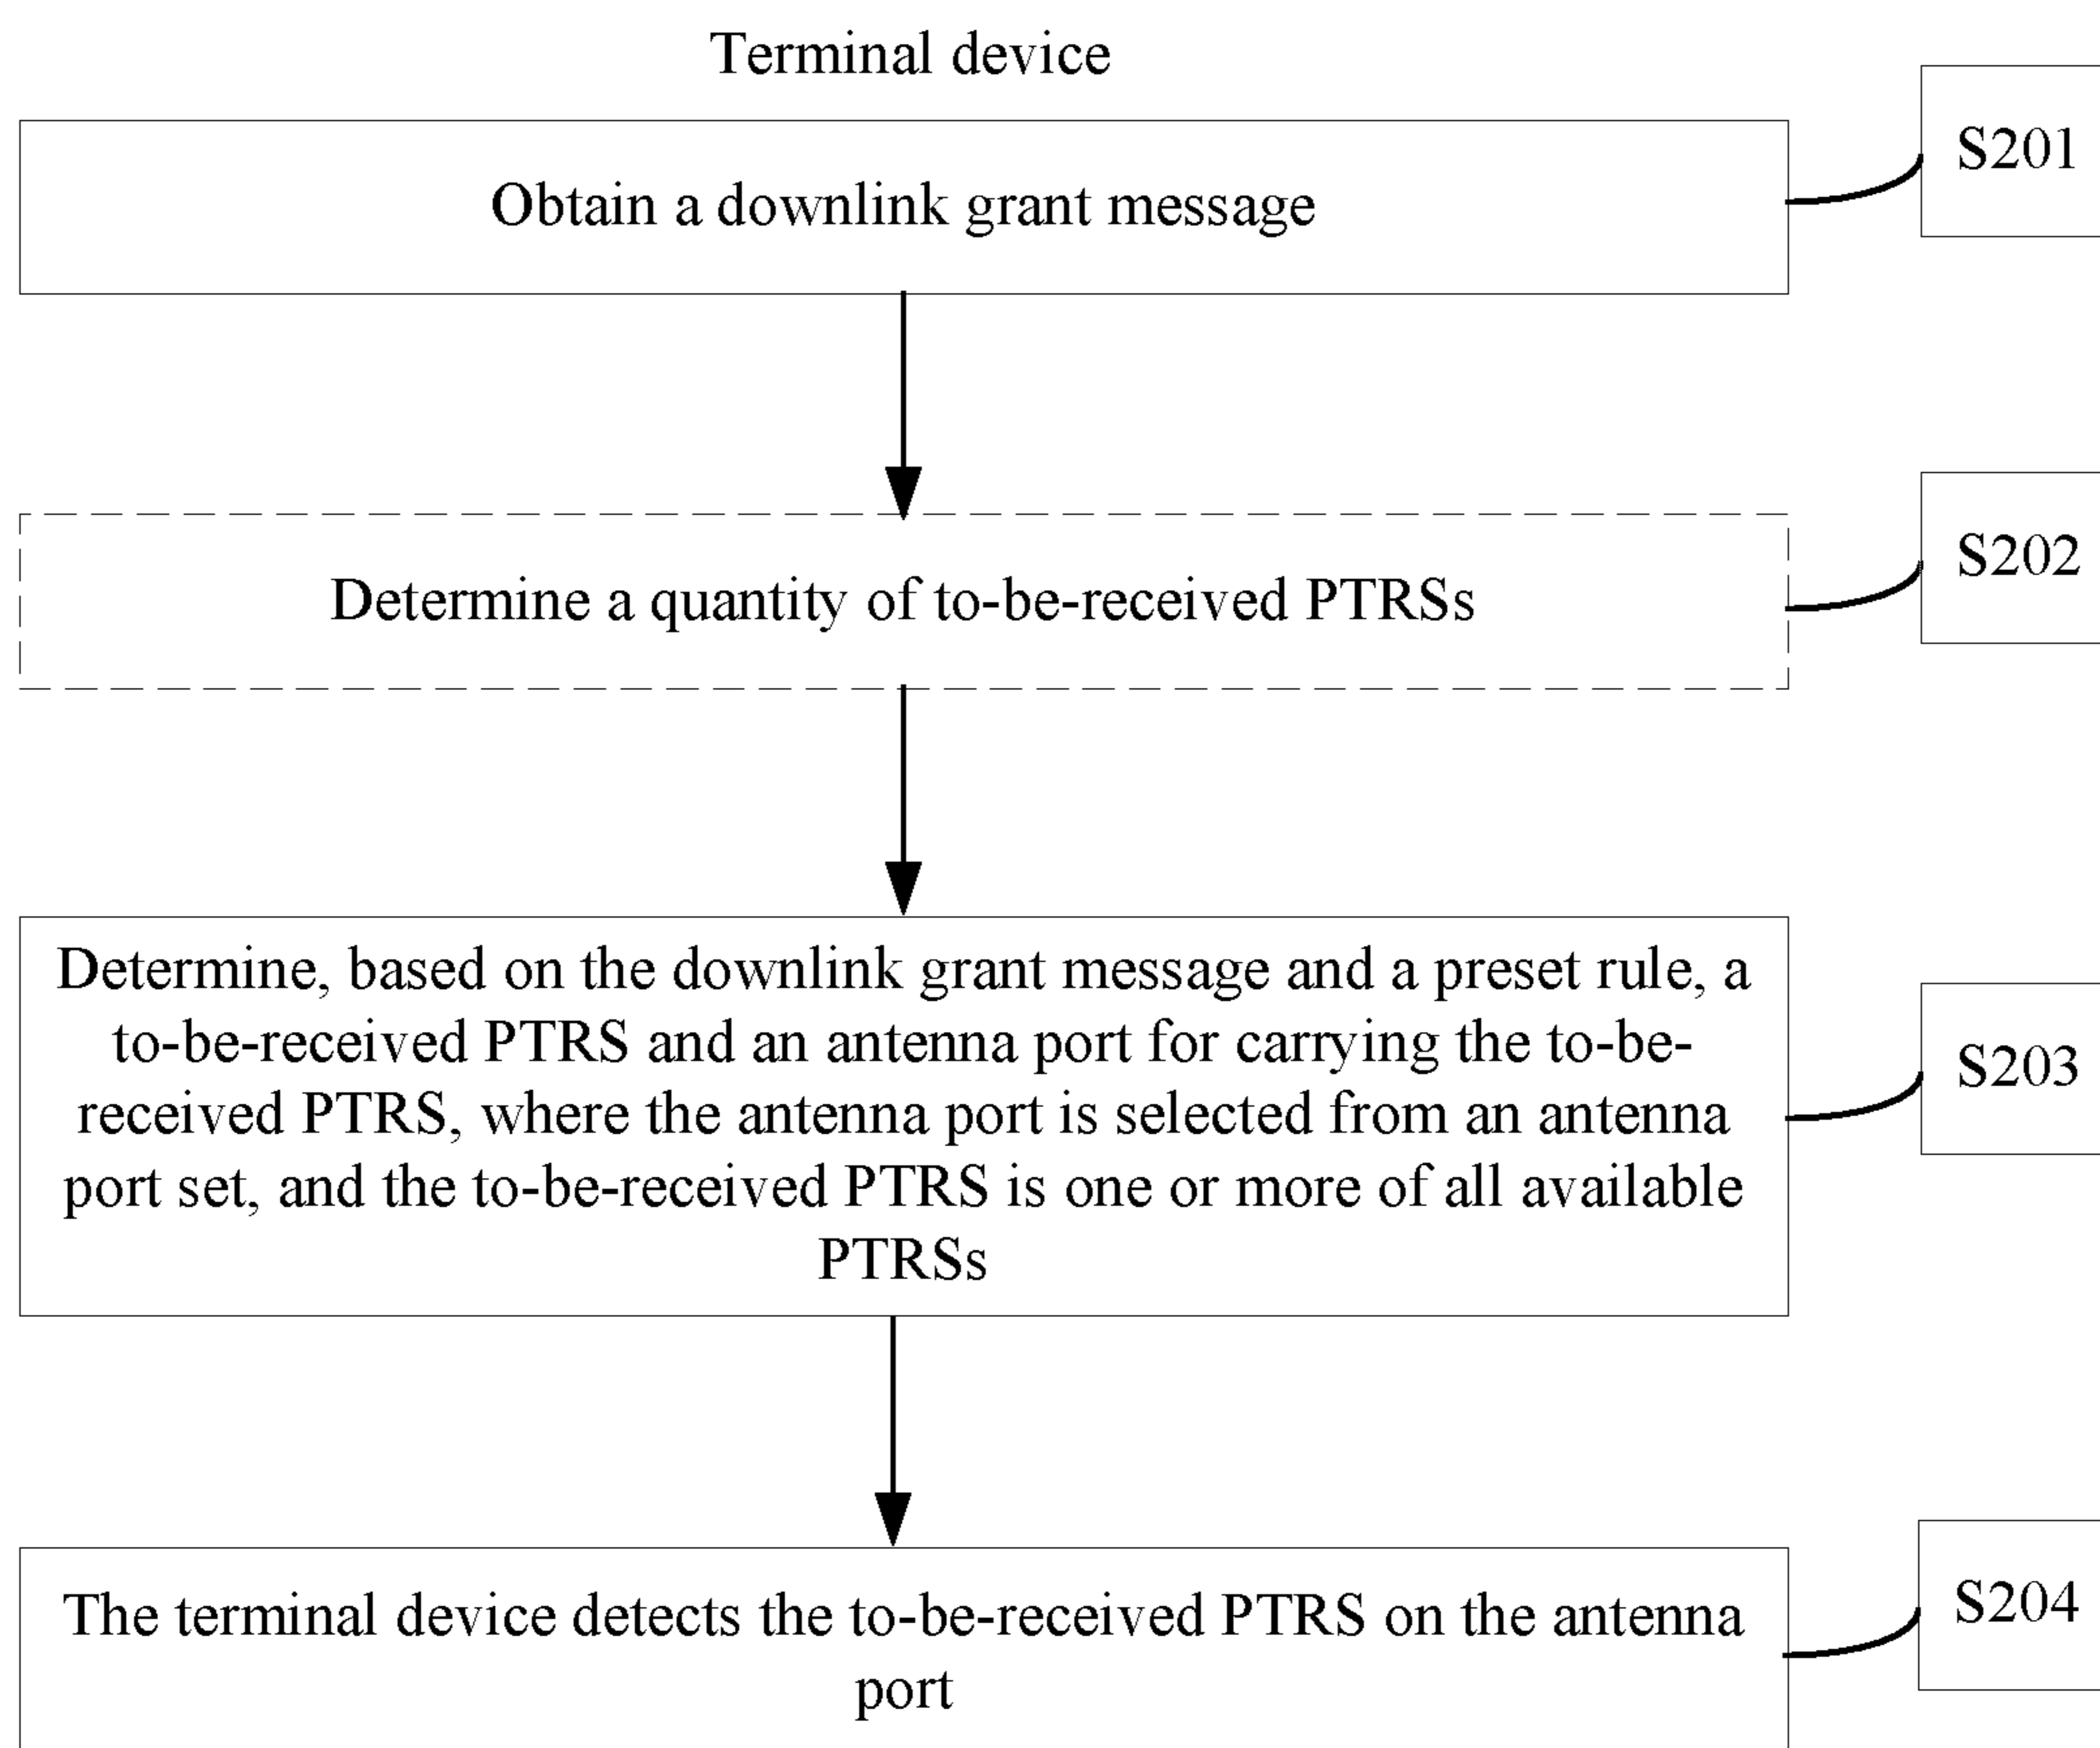 Terminal device
S201
Obtain a downlink grant message
S202
Determine a quantity of to-be-received PTRSs
Determine, based on the downlink grant message and a preset rule, a
to-be-received PTRS and an antenna port for carrying the to-be-
received PTRS, where the antenna port is selected from an antenna
port set, and the to-be-received PTRS is one or more of all available
PTRSs
S203
The terminal device detects the to-be-received PTRS on the antenna
port
S204